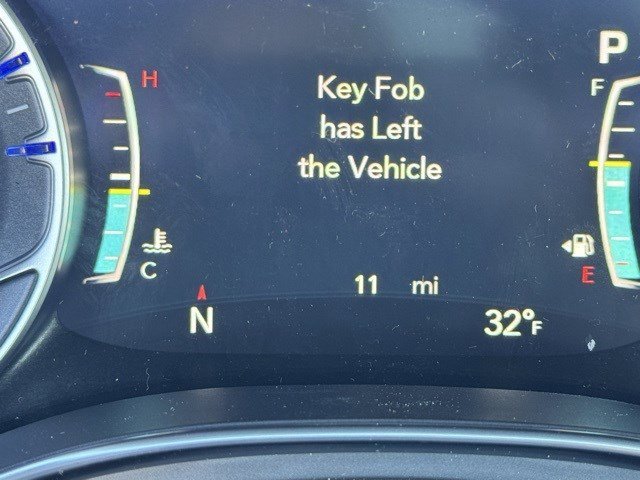 P
H
F
Key Fob
has Left
the Vehicle
C
E
11 mi
N
32°F